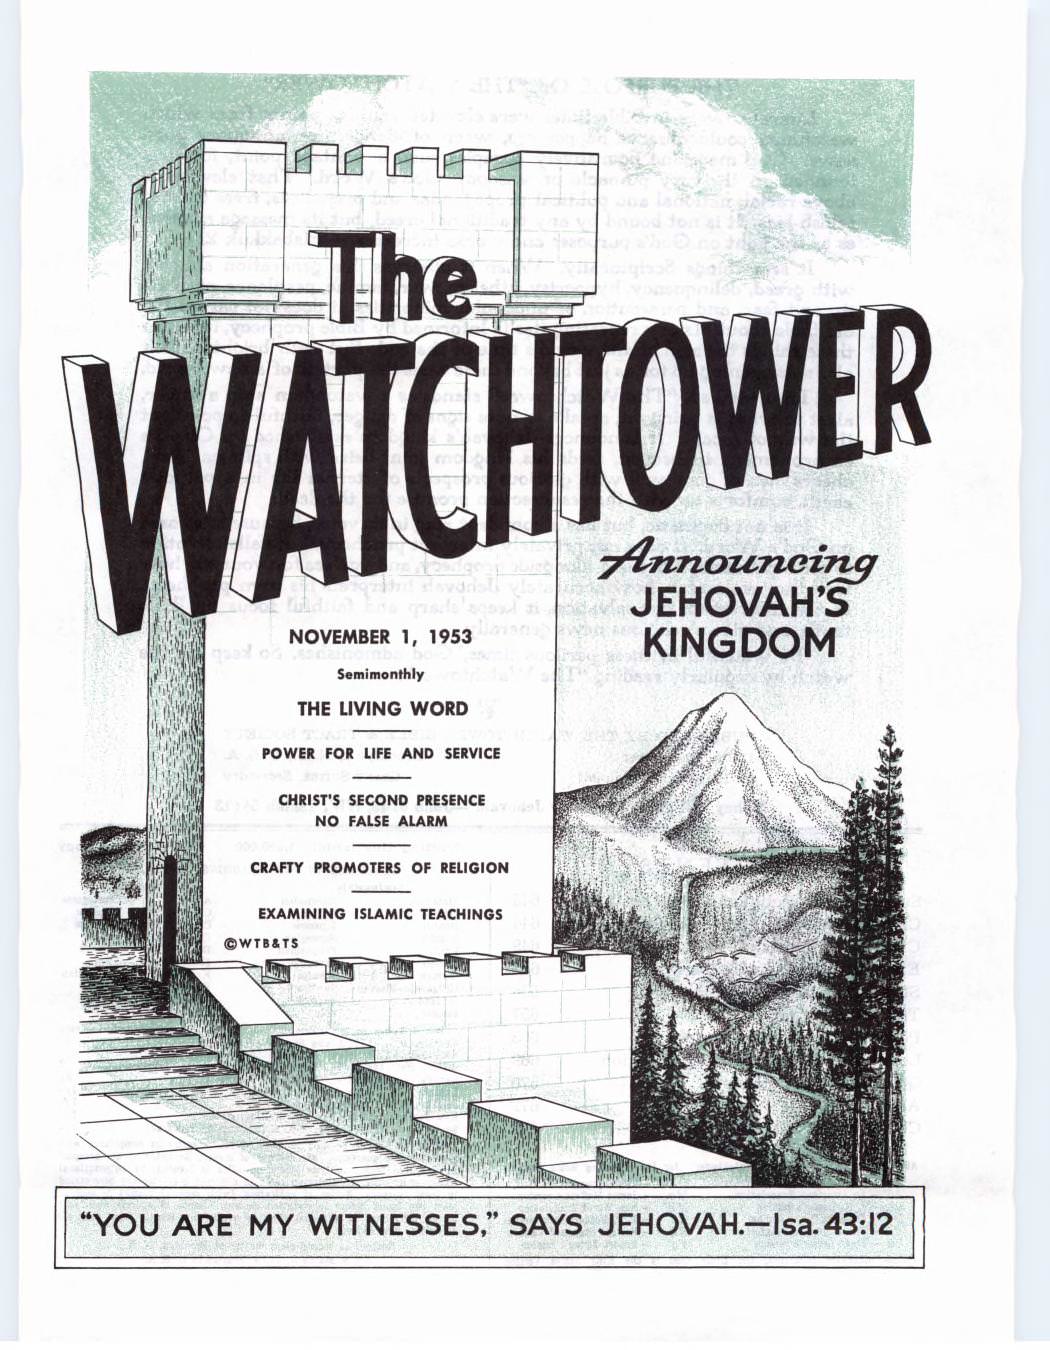 The
WATCHTOWER
Announcing
JEHOVAH'S
KINGDOM
NOVEMBER 1, 1953
Semimonthly
THE LIVING WORD
POWER FOR LIFE AND SERVICE
CHRIST'S SECOND PRESENCE
NO FALSE ALARM
CRAFTY PROMOTERS OF RELIGION
EXAMINING ISLAMIC TEACHINGS
©WTB&TS
"YOU ARE MY WITNESSES," SAYS JEHOVAH.—Isa. 43:12